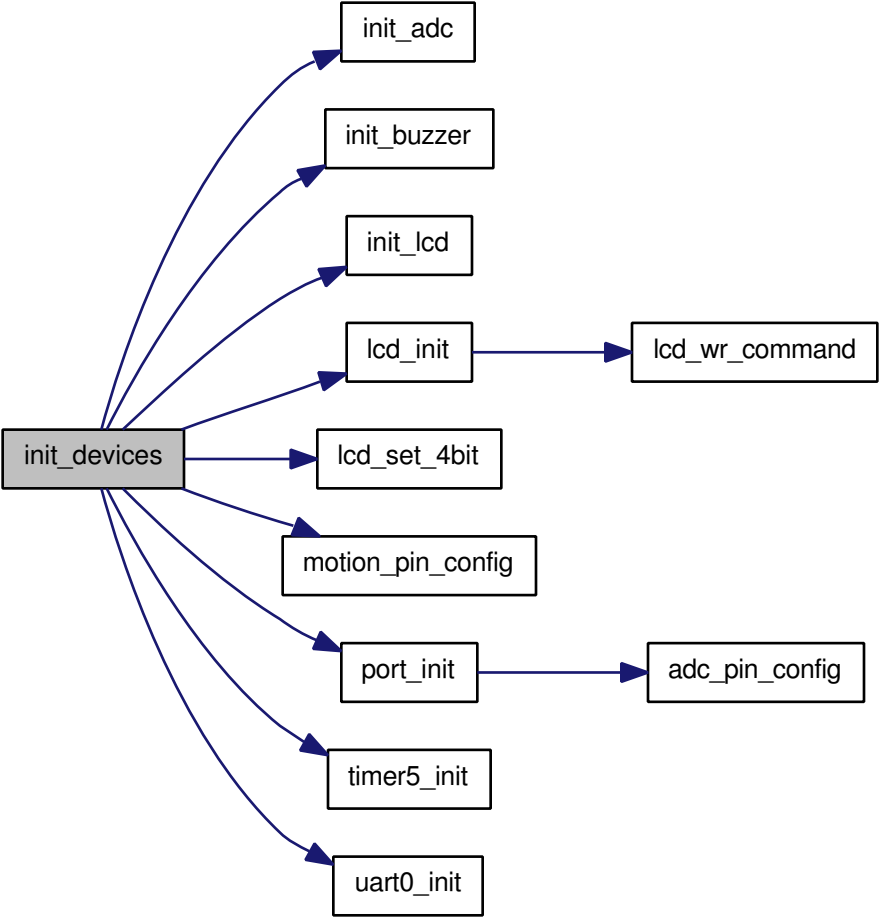 init_adc
init_buzzer
init_lcd
lcd_init
lcd_wr_command
init_devices
lcd_set_4bit
motion_pin_config
port_init
adc_pin_config
timer5_init
uart0_init